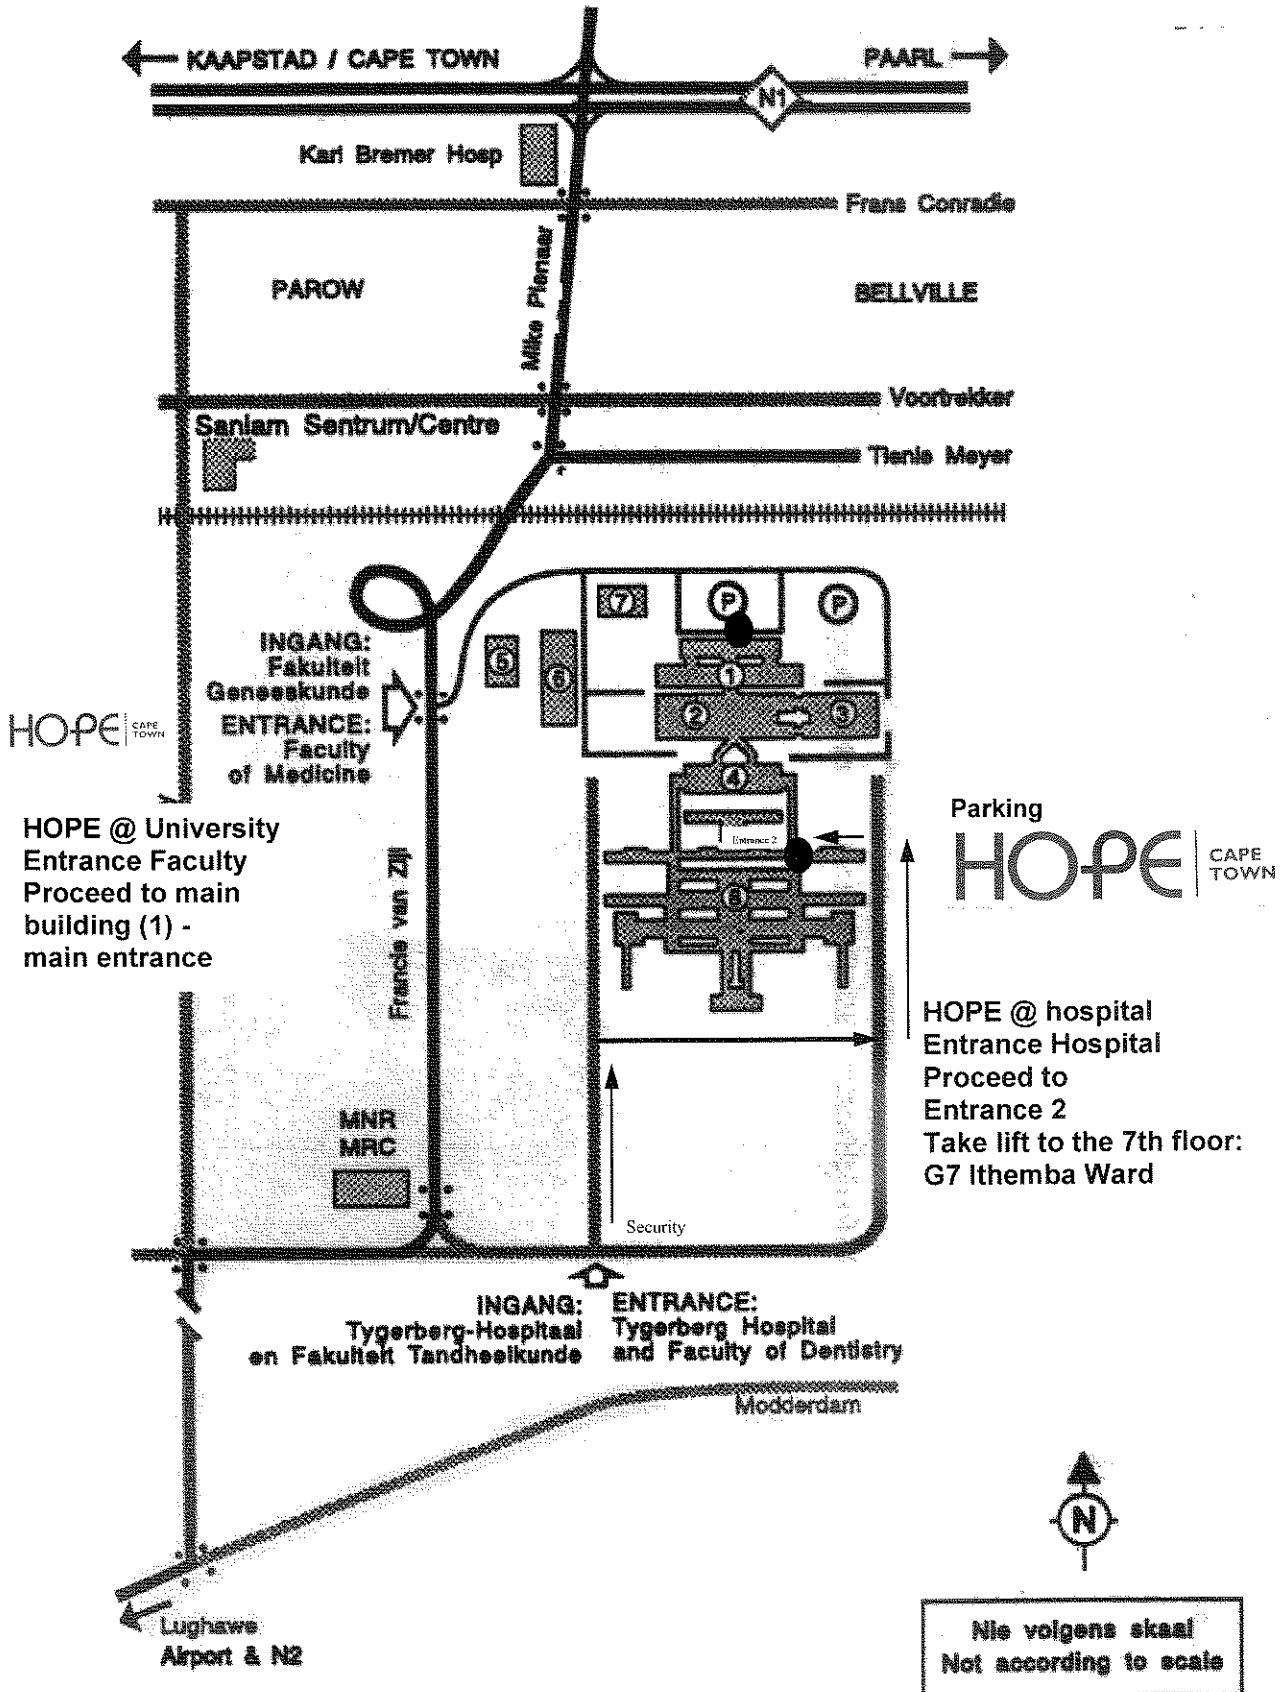 KAAPSTAD / CAPE TOWN
PAARL
N1
Karl Bremer Hosp
Frans Conradie
Mike Pienaar
PAROW
BELLVILLE
Voortrekker
Sanlam Sentrum/Centre
Tienie Meyer
7
P
P
INGANG:
Fakulteit
Geneeskunde
ENTRANCE:
Faculty
of Medicine
5
6
1
2
3
4
HOPE CAPE
TOWN
HOPE @ University
Entrance Faculty
Proceed to main
building (1) -
main entrance
Francie van Zijl
Entrance 2
8
Parking
HOPE CAPE
TOWN
HOPE @ hospital
Entrance Hospital
Proceed to
Entrance 2
Take lift to the 7th floor:
G7 Ithemba Ward
MNR
MRC
Security
INGANG:
Tygerberg-Hospitaal
en Fakulteit Tandheelkunde
ENTRANCE:
Tygerberg Hospital
and Faculty of Dentistry
Modderdam
N
Lughawe
Airport & N2
Nie volgens skaal
Not according to scale